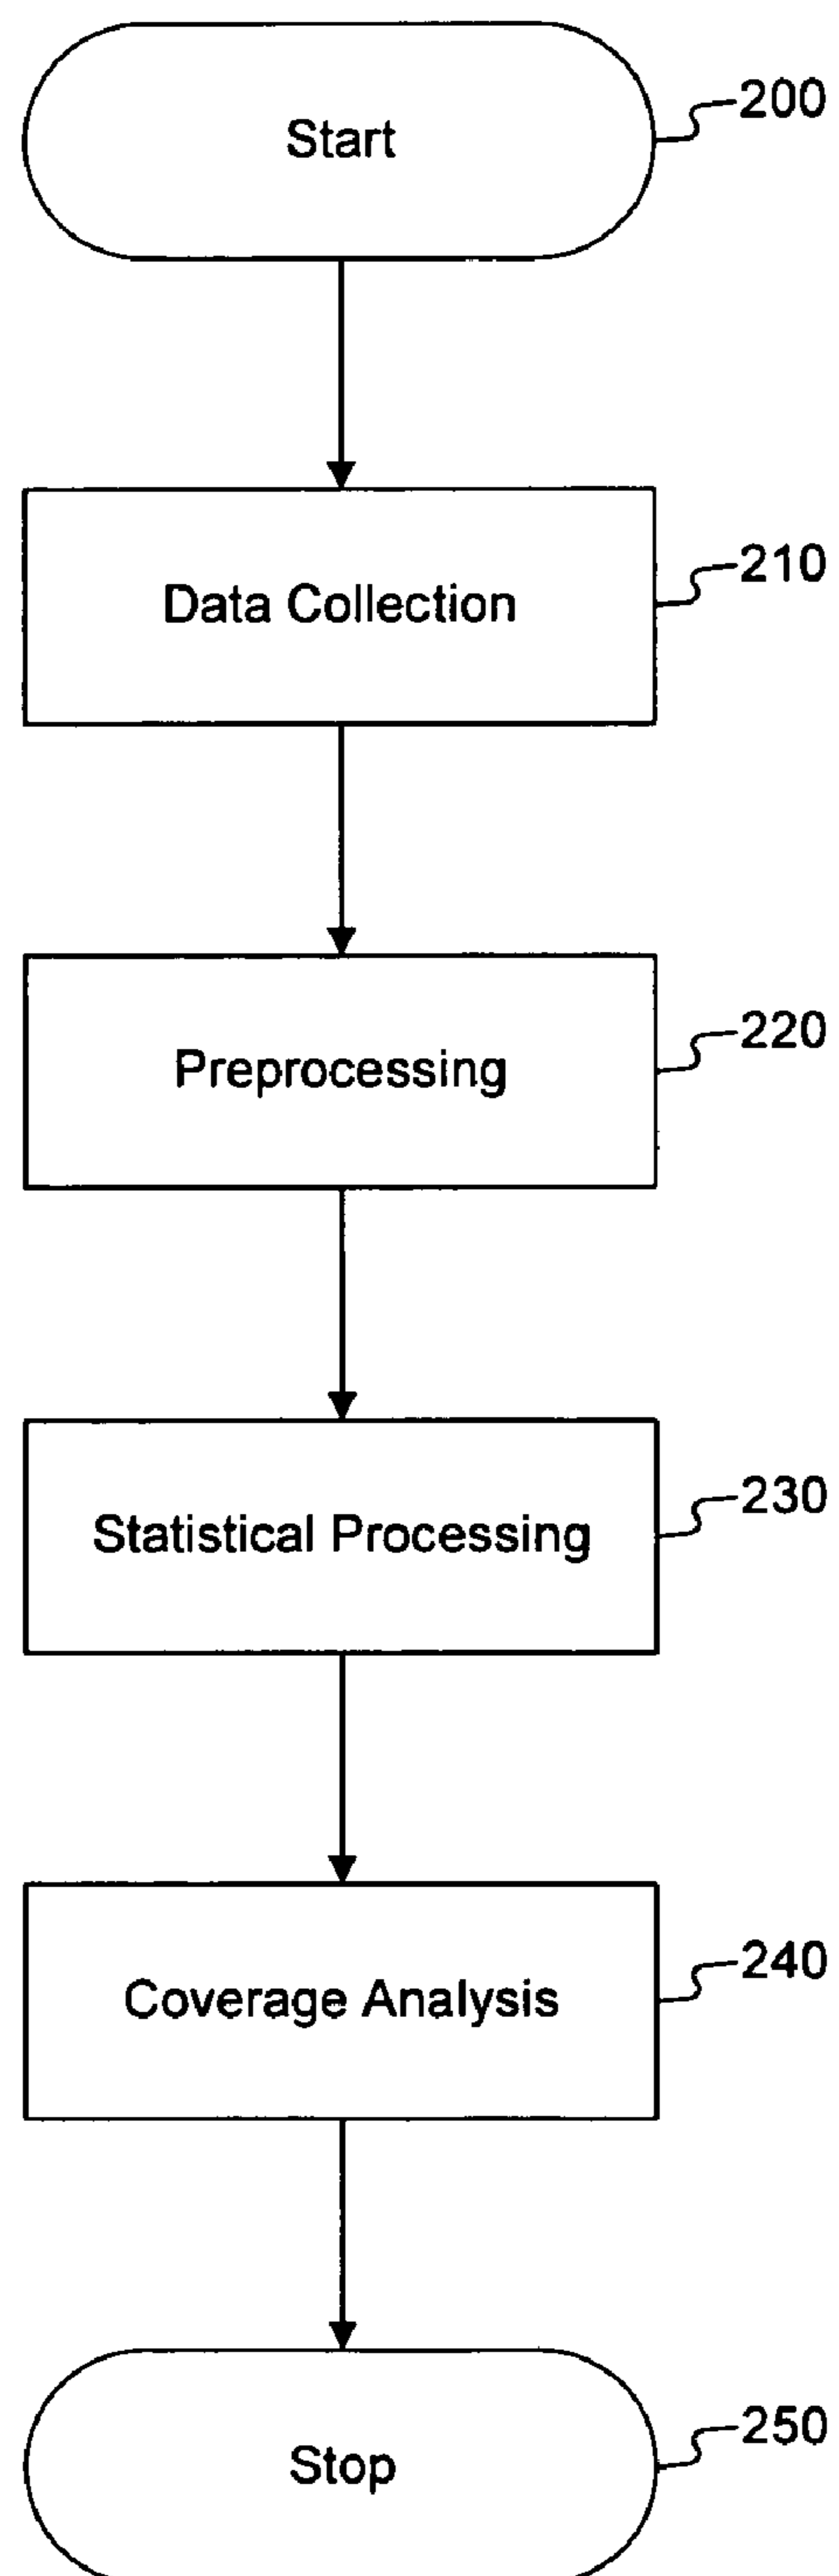 Start
200
Data Collection
210
Preprocessing
220
Statistical Processing
230
Coverage Analysis
240
Stop
250